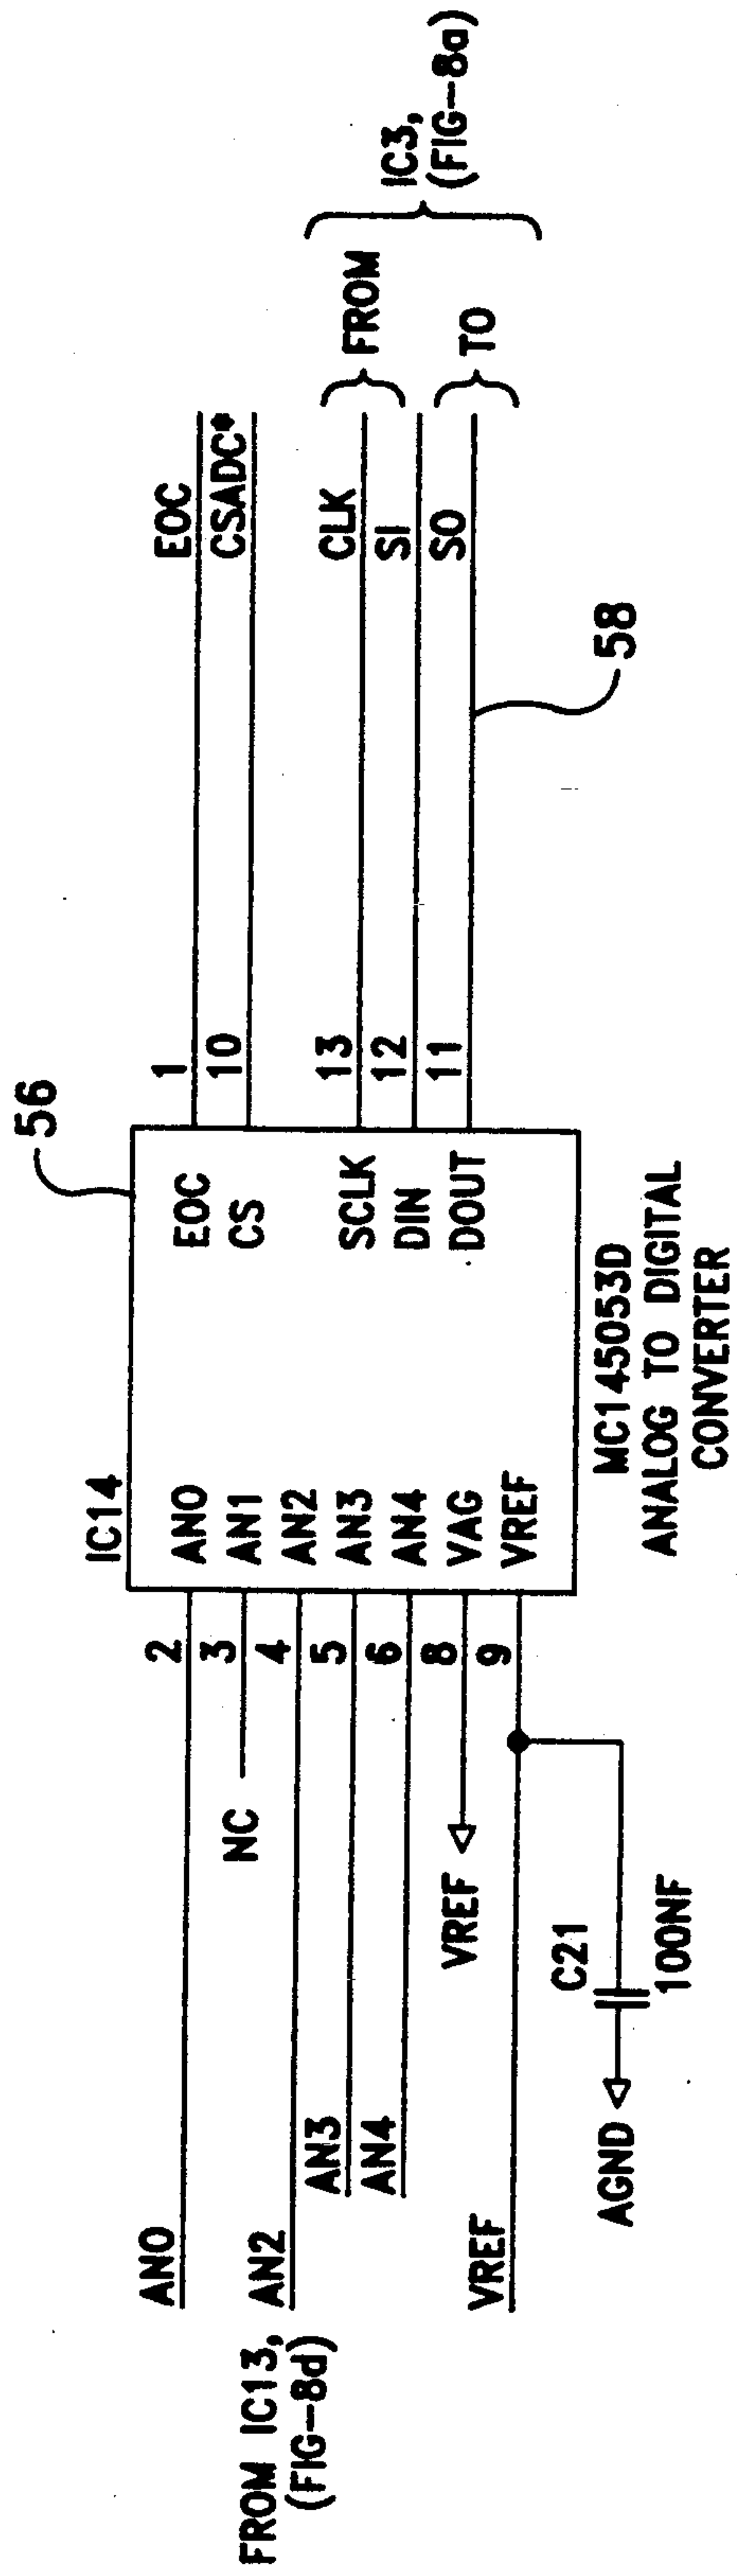 56
IC14
AN0
2
AN0
EOC
1
EOC
NC
3
AN1
CS
10
CSADC*
FROM IC13,
(FIG-8d)
AN2
4
AN2
AN3
5
AN3
SCLK
13
CLK
FROM
AN4
6
AN4
DIN
12
SI
IC3,
(FIG-8a)
VREF
8
VAG
DOUT
11
SO
TO
VREF
9
VREF
58
C21
AGND
100NF
MC145053D
ANALOG TO DIGITAL
CONVERTER